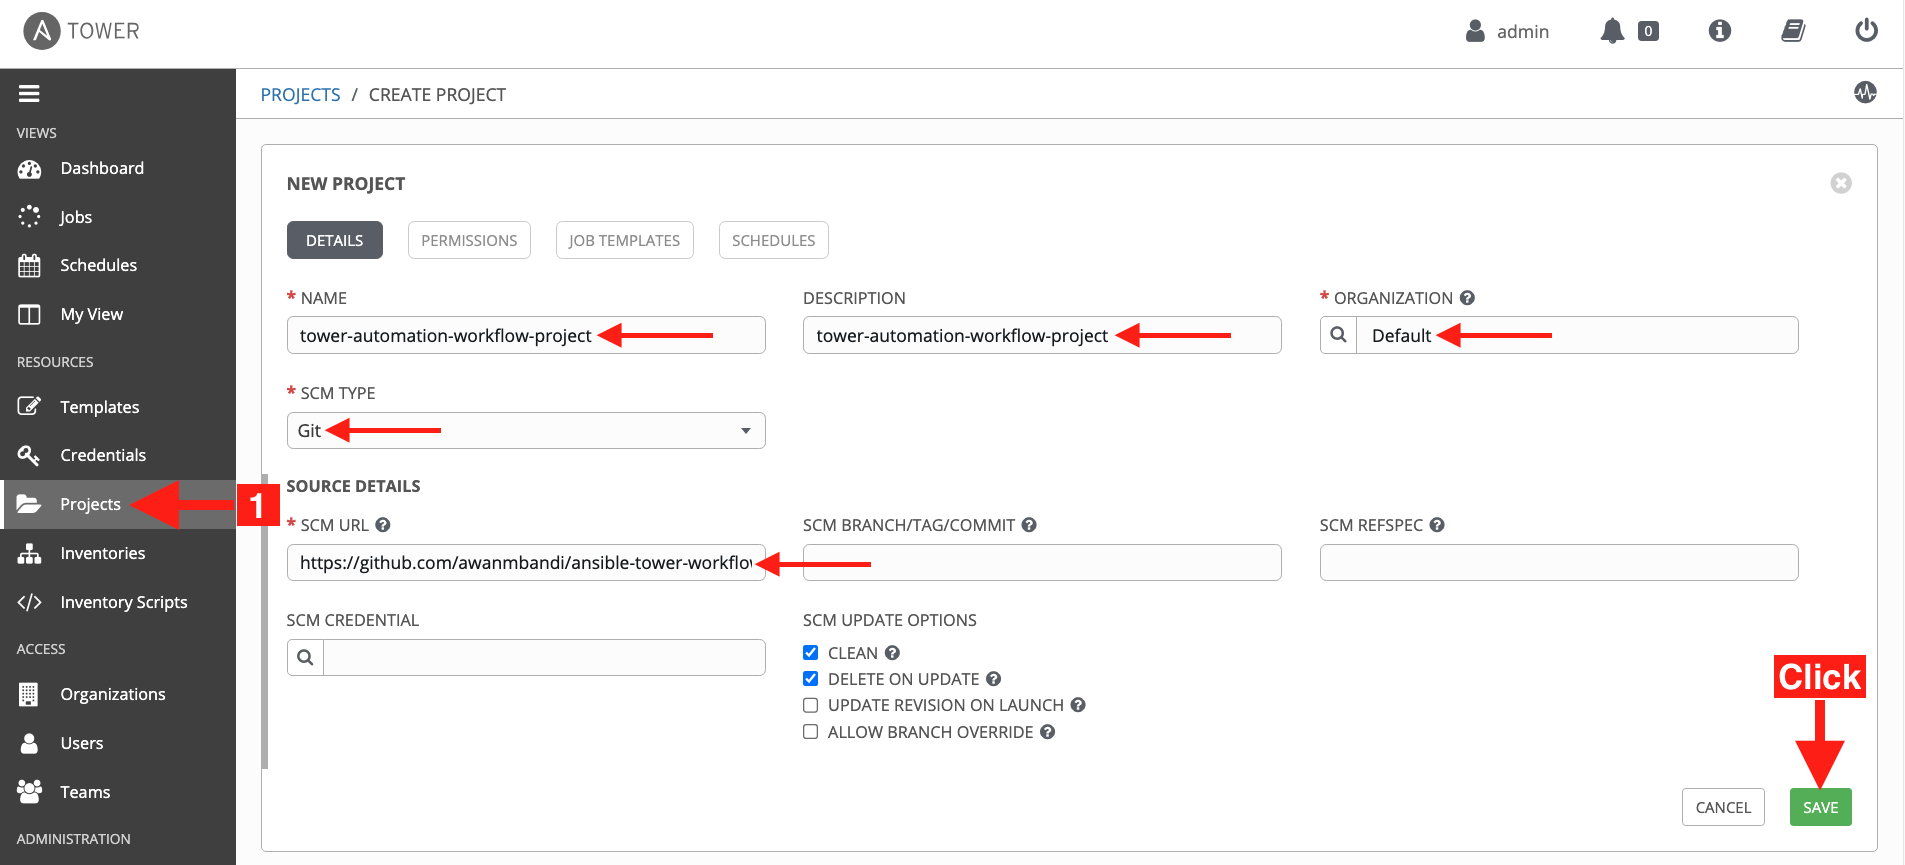 TOWER
admin
0
VIEWS
Dashboard
Jobs
Schedules
My View
RESOURCES
Templates
Credentials
Projects
1
Inventories
Inventory Scripts
ACCESS
Organizations
Users
Teams
ADMINISTRATION
PROJECTS / CREATE PROJECT
NEW PROJECT
DETAILS PERMISSIONS JOB TEMPLATES SCHEDULES
* NAME
tower-automation-workflow-project
DESCRIPTION
tower-automation-workflow-project
* ORGANIZATION
Default
* SCM TYPE
Git
SOURCE DETAILS
* SCM URL
https://github.com/awanmbandi/ansible-tower-workflo
SCM BRANCH/TAG/COMMIT
SCM REFSPEC
SCM CREDENTIAL
SCM UPDATE OPTIONS
CLEAN
DELETE ON UPDATE
UPDATE REVISION ON LAUNCH
ALLOW BRANCH OVERRIDE
Click
CANCEL SAVE